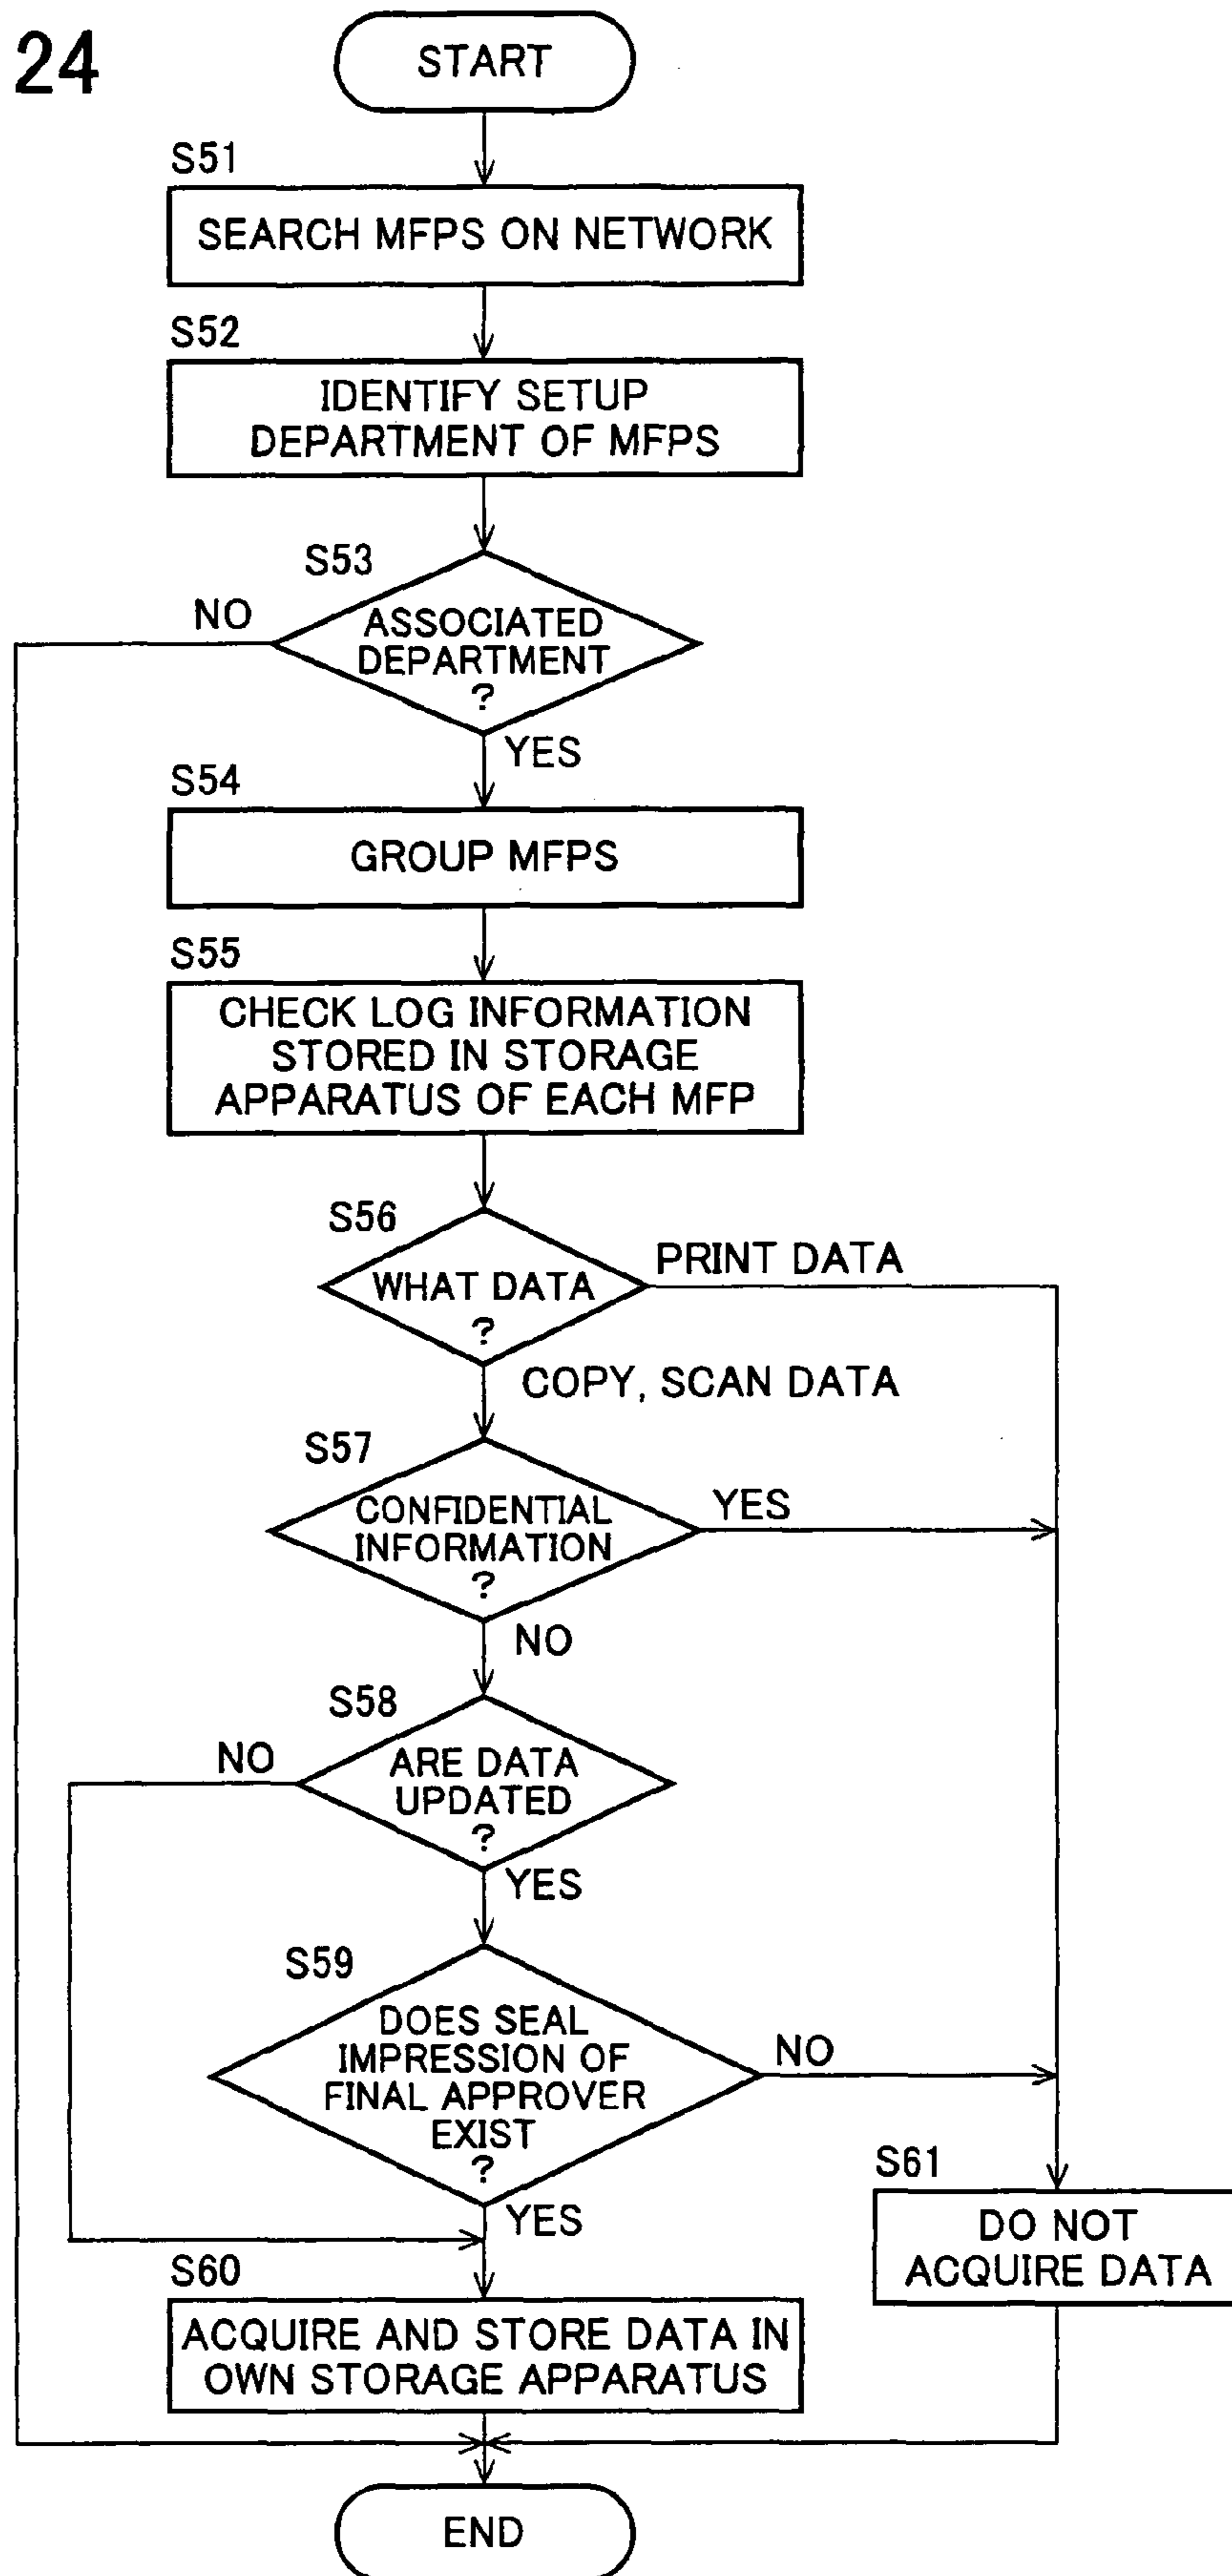 24
START
S51
SEARCH MFPS ON NETWORK
S52
IDENTIFY SETUP
DEPARTMENT OF MFPS
S53
NO
ASSOCIATED
DEPARTMENT
?
YES
S54
GROUP MFPS
S55
CHECK LOG INFORMATION
STORED IN STORAGE
APPARATUS OF EACH MFP
S56
PRINT DATA
WHAT DATA
?
COPY, SCAN DATA
S57
CONFIDENTIAL
INFORMATION
?
YES
NO
S58
NO
ARE DATA
UPDATED
?
YES
S59
DOES SEAL
IMPRESSION OF
FINAL APPROVER
EXIST
?
NO
YES
S61
DO NOT
ACQUIRE DATA
S60
ACQUIRE AND STORE DATA IN
OWN STORAGE APPARATUS
END